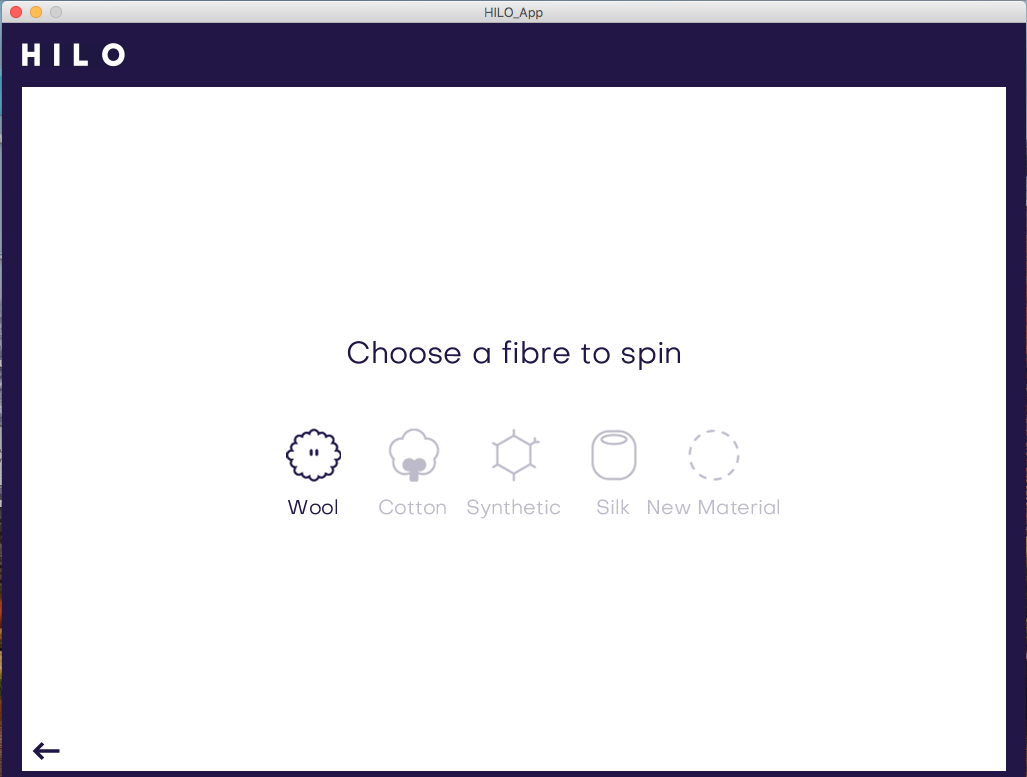 HILO_App
HILO
Choose a fibre to spin
Wool Cotton Synthetic Silk New Material